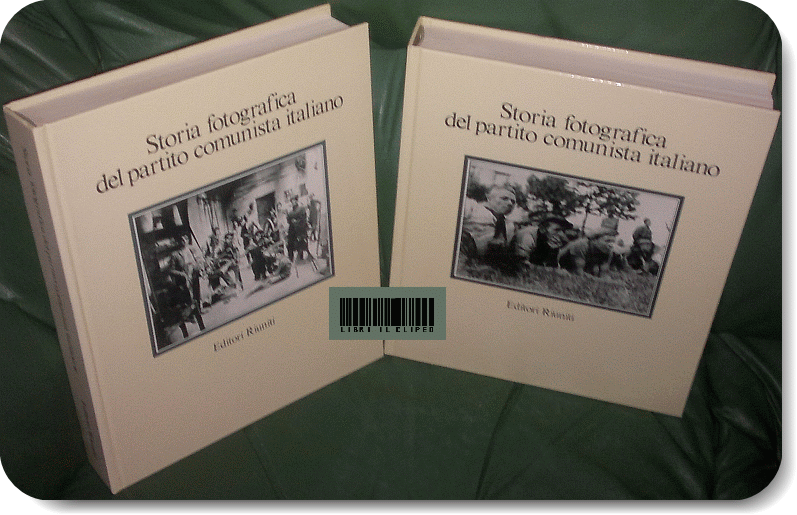 Storia fotografica
del partito comunista italiano
Editori Riuniti
Storia fotografica
del partito comunista italiano
Editori Riuniti
LIBRI IL CLIPEO